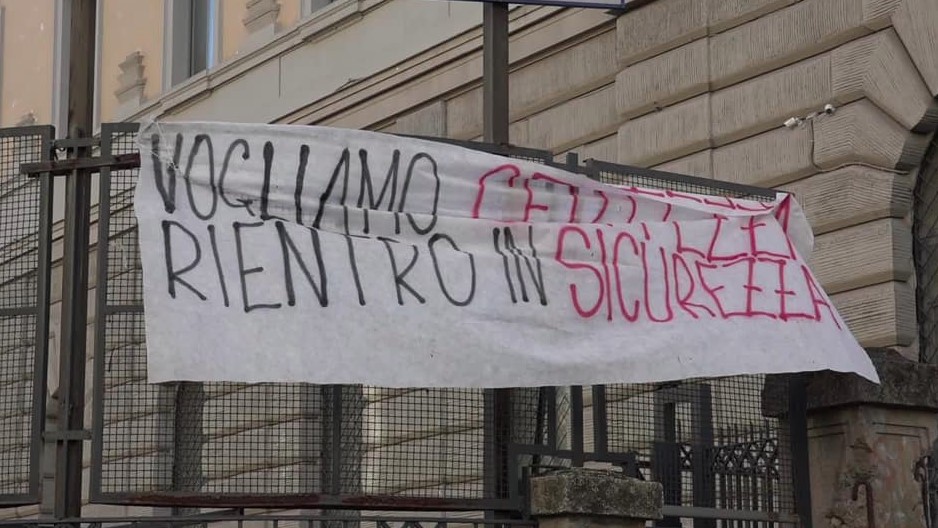 VOGLIAMO
RIENTRO IN SICUREZZA